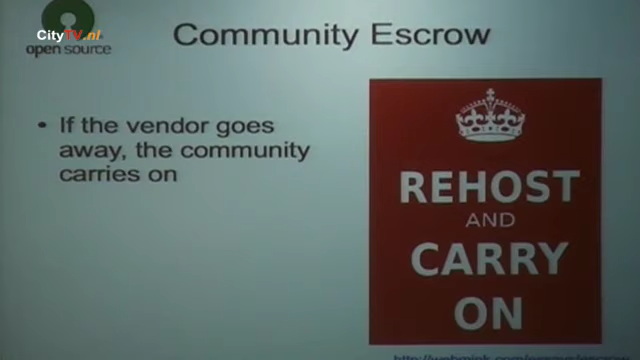 CityTV.nl
open source
Community Escrow
• If the vendor goes
away, the community
carries on
REHOST
AND
CARRY
ON